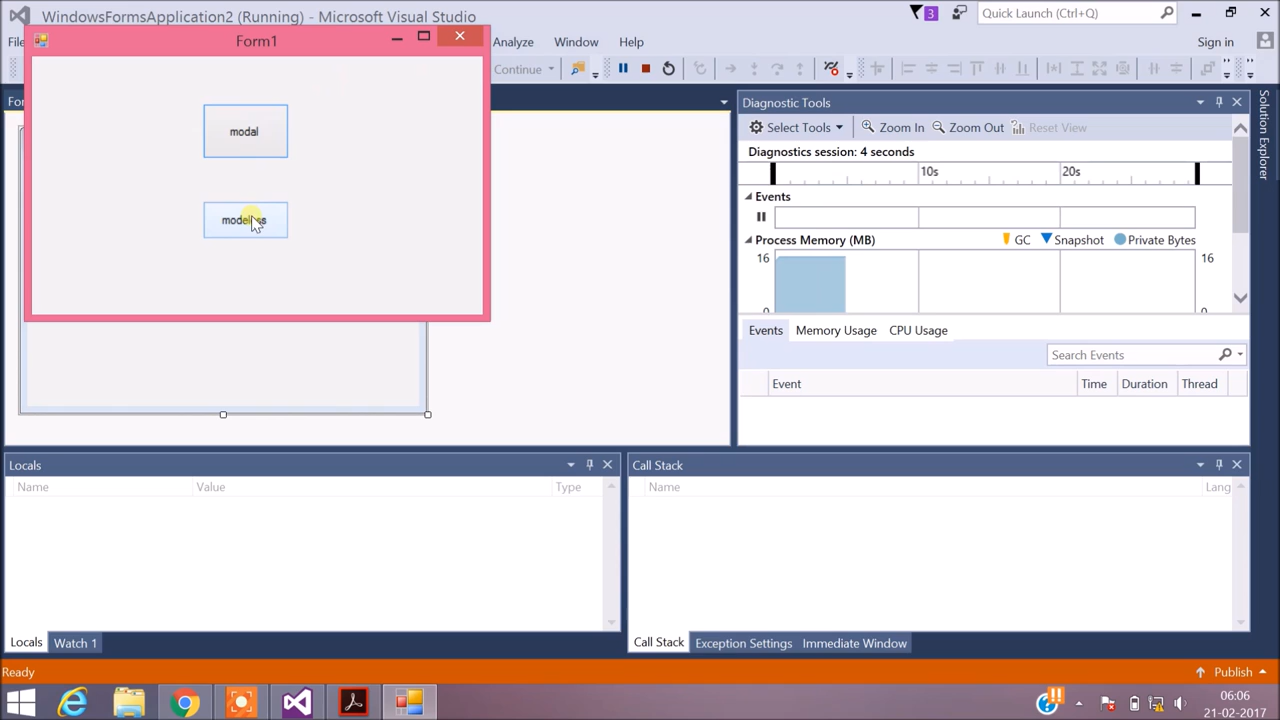 WindowsFormsApplication2 (Running) - Microsoft Visual Studio
3
Quick Launch (Ctrl+Q)
Form1
Analyze
Window
Help
Sign in
Continue
modal
Diagnostic Tools
Select Tools
Zoom In
Zoom Out
Reset View
Diagnostics session: 4 seconds
10s
20s
Events
Process Memory (MB)
GC
Snapshot
Private Bytes
16
16
0
0
Events
Memory Usage
CPU Usage
Search Events
Event
Time
Duration
Thread
Solution Explorer
Locals
Name
Value
Type
Call Stack
Name
Lang
Locals
Watch 1
Call Stack
Exception Settings
Immediate Window
Ready
Publish
06:06
21-02-2017